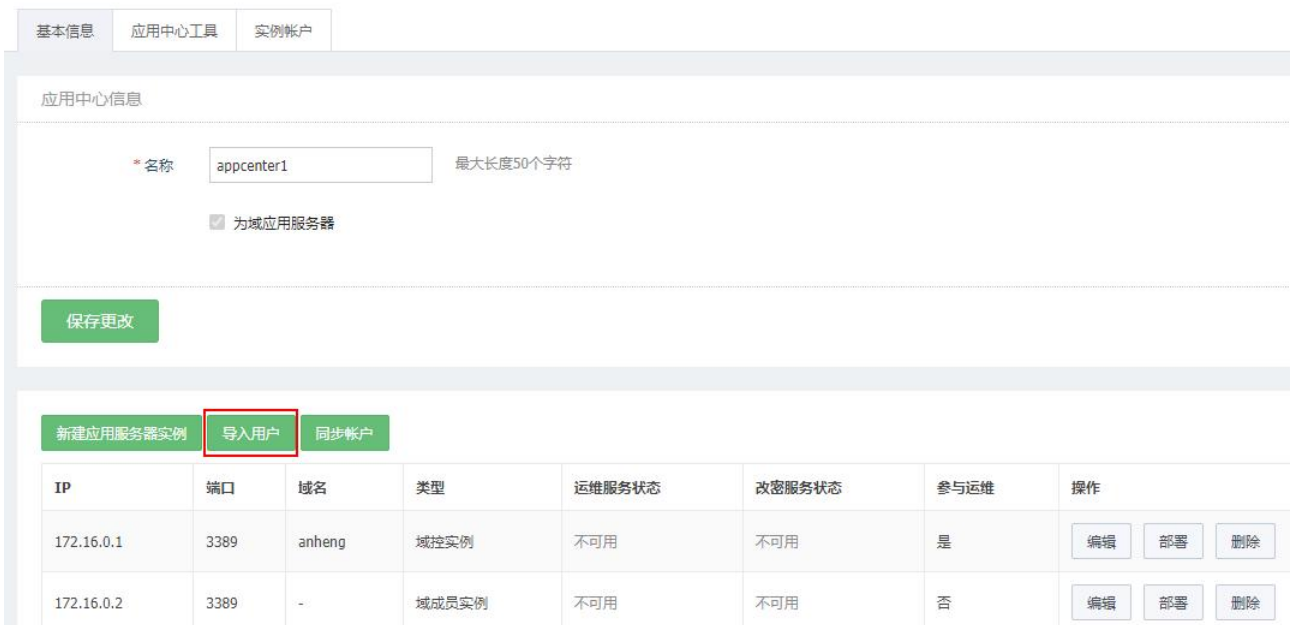 基本信息 应用中心工具 实例帐户
应用中心信息
* 名称 appcenter1 最大长度50个字符
为域应用服务器
保存更改
新建应用服务器实例 导入用户 同步帐户
IP 端口 域名 类型 运维服务状态 改密服务状态 参与运维 操作
172.16.0.1 3389 anheng 域控实例 不可用 不可用 是 编辑 部署 删除
172.16.0.2 3389 - 域成员实例 不可用 不可用 否 编辑 部署 删除